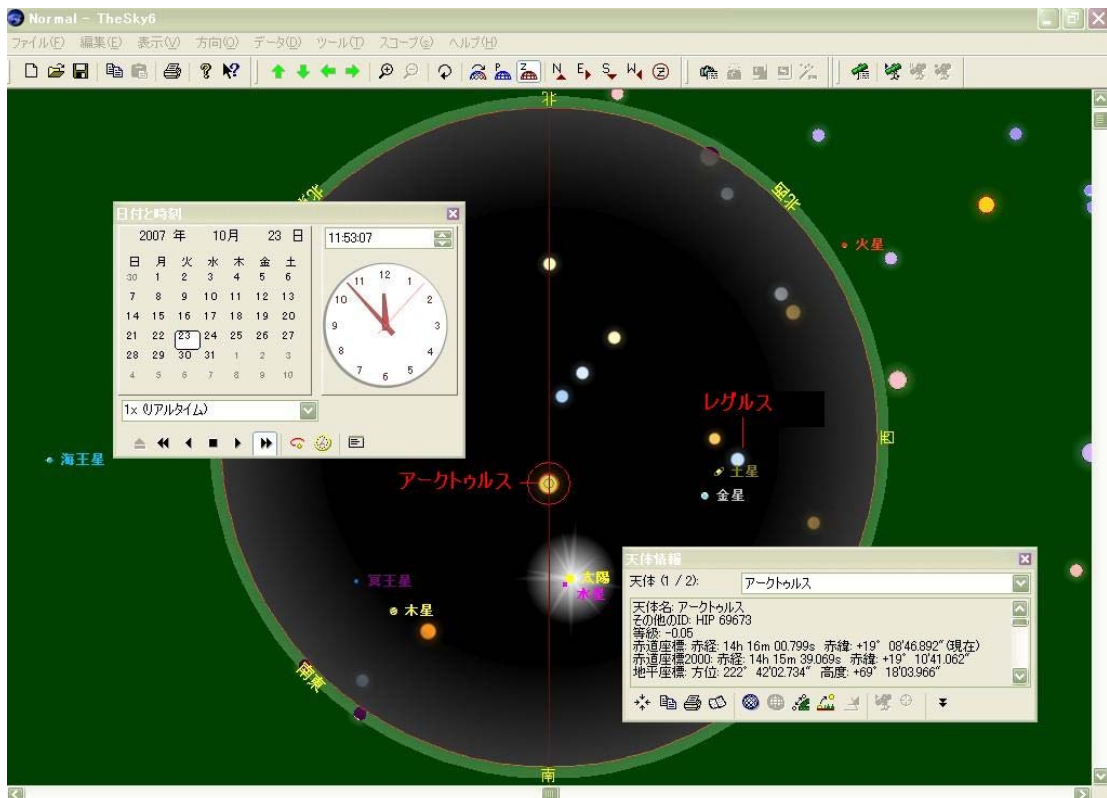 Normal - TheSky6
ファイル(F) 編集(E) 表示(V) 方向(O) データ(D) ツール(T) スコープ(s) ヘルプ(H)
P Z N E S W Z
北
北西
火星
日付と時刻
2007 年 10月 23 日
11:53:07
日 月 火 水 木 金 土
30 1 2 3 4 5 6
7 8 9 10 11 12 13
14 15 16 17 18 19 20
21 22 23 24 25 26 27
28 29 30 31 1 2 3
4 5 6 7 8 9 10
12 1 2 3 4 5 6 7 8 9 10 11
1x (リアルタイム)
レグルス
西
海王星
アークトゥルス
土星
金星
冥王星
太陽
水星
木星
南東
南
天体情報
天体 (1 / 2):
アークトゥルス
天体名: アークトゥルス
その他のID: HIP 69673
等級: -0.05
赤道座標: 赤経: 14h 16m 00.799s 赤緯: +19° 08'46.892"(現在)
赤道座標2000: 赤経: 14h 15m 39.069s 赤緯: +19° 10'41.062"
地平座標: 方位: 222° 42'02.734" 高度: +69° 18'03.966"